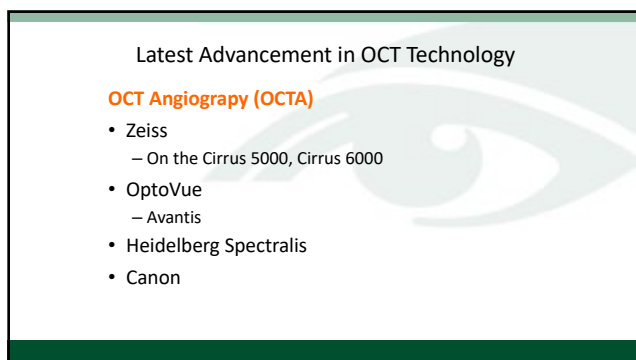 Latest Advancement in OCT Technology
OCT Angiograpy (OCTA)
• Zeiss
– On the Cirrus 5000, Cirrus 6000
• OptoVue
– Avantis
• Heidelberg Spectralis
• Canon